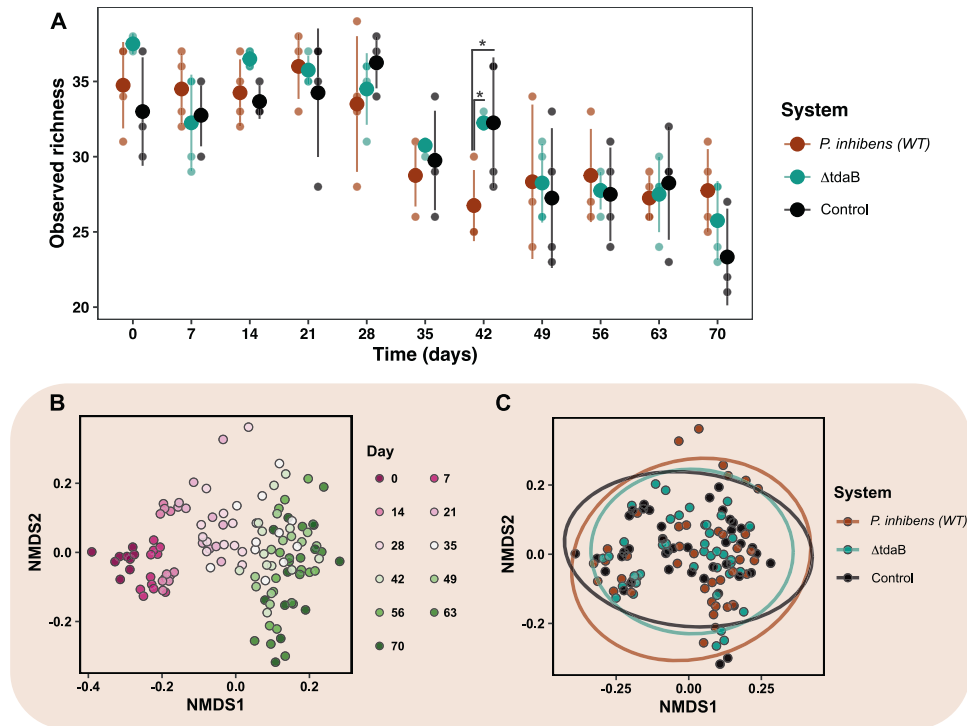 A
Observed richness
35
30
25
20
* 
*
0 7 14 21 28 35 42 49 56 63 70
Time (days)
System
P. inhibens (WT)
ΔtdaB
Control
B
NMDS2
0.2
0.0
-0.2
-0.4 -0.2 0.0 0.2
NMDS1
Day
0 7
14 21
28 35
42 49
56 63
70
C
NMDS2
0.2
0.0
-0.2
-0.25 0.00 0.25
NMDS1
System
P. inhibens (WT)
ΔtdaB
Control